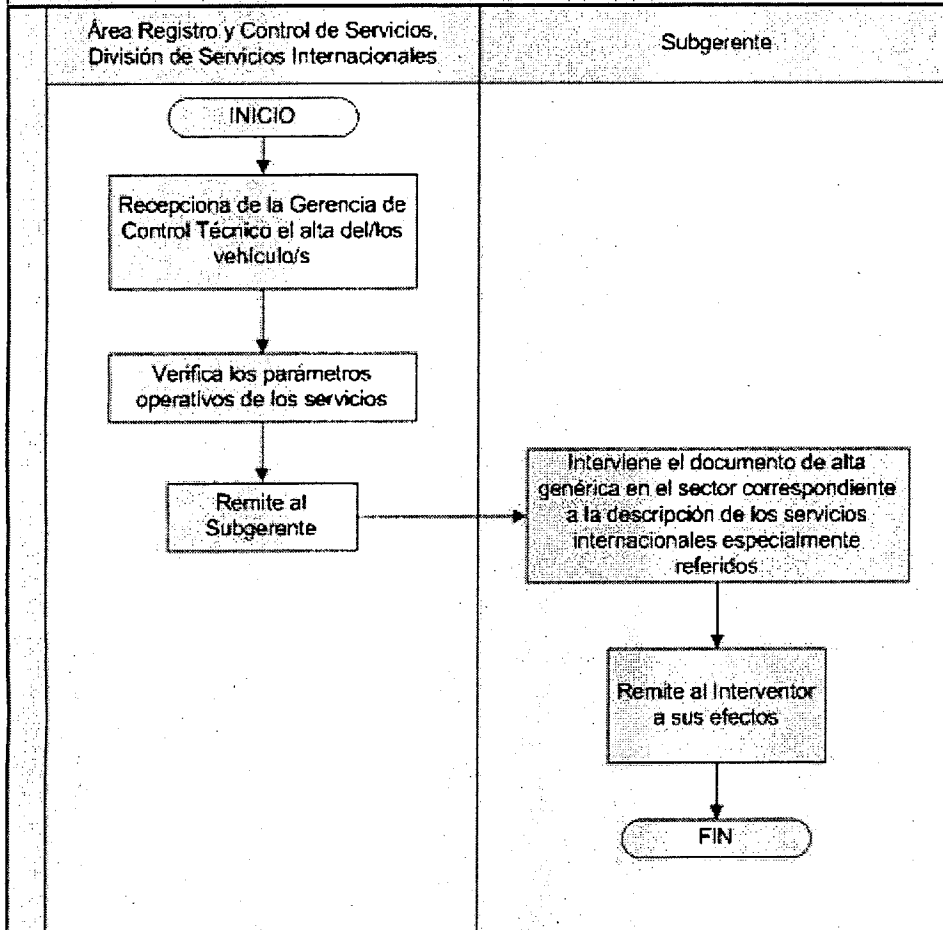 Área Registro y Control de Servicios,
División de Servicios Internacionales
Subgerente
INICIO
Recepciona de la Gerencia de
Control Técnico el alta del/los
vehículo/s
Verifica los parámetros
operativos de los servicios
Remite al
Subgerente
Interviene el documento de alta
genérica en el sector correspondiente
a la descripción de los servicios
internacionales especialmente
referidos
Remite al Interventor
a sus efectos
FIN